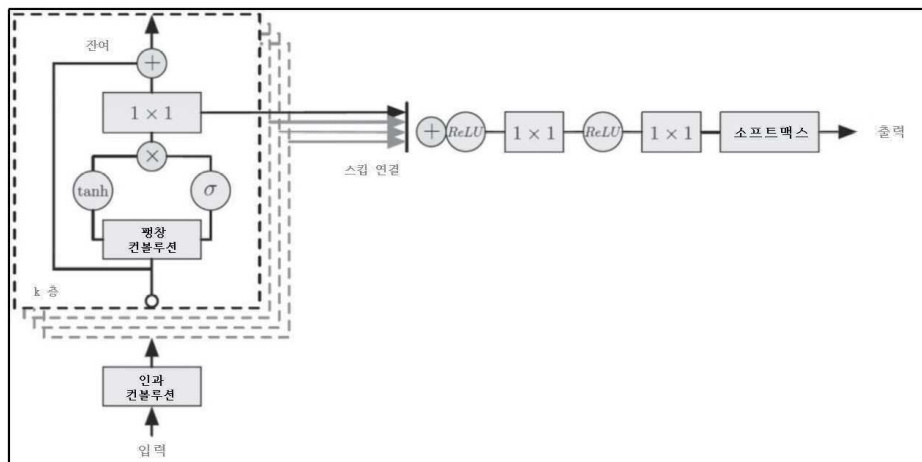 잔여
+
1 × 1
×
tanh
σ
팽창
컨볼루션
k 층
인과
컨볼루션
입력
스킵 연결
+
ReLU
1 × 1
ReLU
1 × 1
소프트맥스
출력